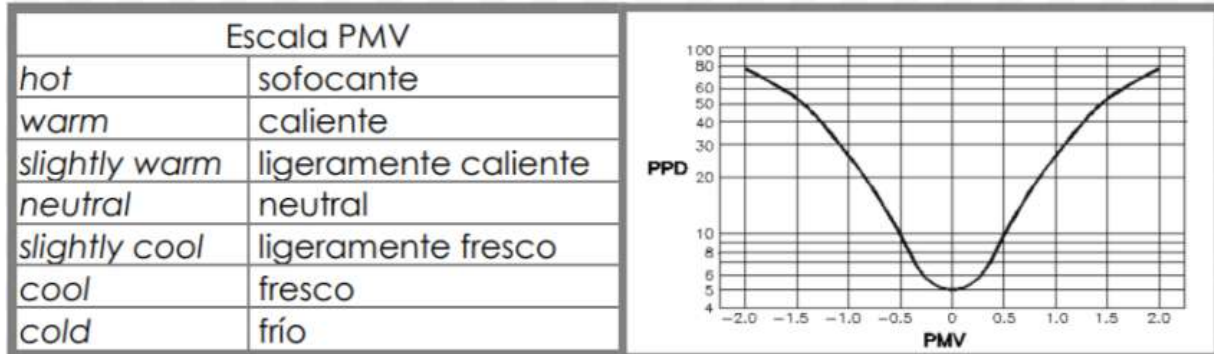 Escala PMV
hot sofocante
warm caliente
slightly warm ligeramente caliente
neutral neutral
slightly cool ligeramente fresco
cool fresco
cold frío
100
80
60
50
40
30
PPD
20
10
8
6
5
4
-2.0 -1.5 -1.0 -0.5 0 0.5 1.0 1.5 2.0
PMV